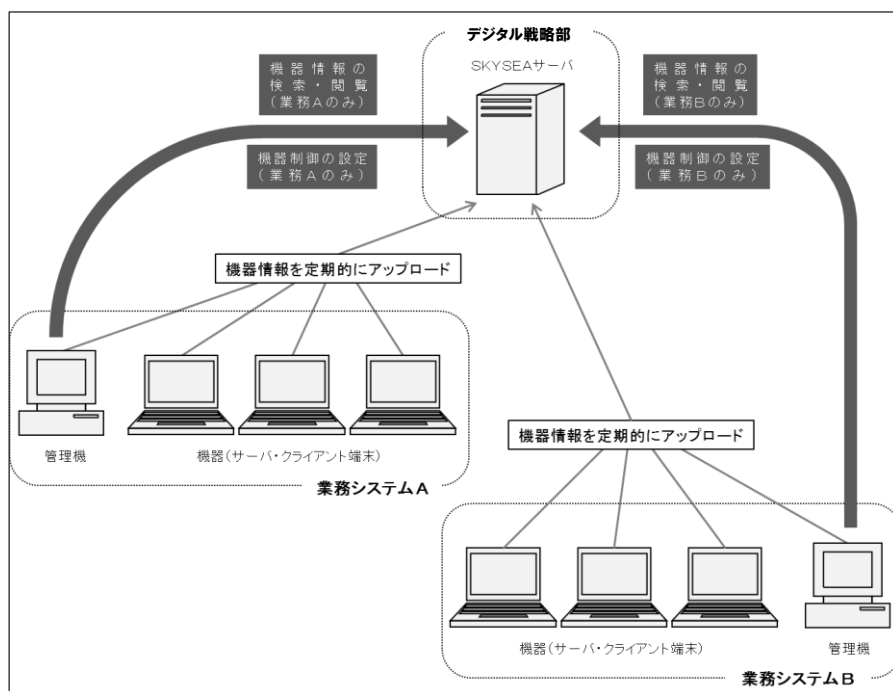 デジタル戦略部
SKYSEAサーバ
機器情報の
検索・閲覧
(業務Aのみ)
機器制御の設定
(業務Aのみ)
機器情報の
検索・閲覧
(業務Bのみ)
機器制御の設定
(業務Bのみ)
機器情報を定期的にアップロード
管理機
機器(サーバ・クライアント端末)
業務システムA
機器情報を定期的にアップロード
機器(サーバ・クライアント端末)
管理機
業務システムB